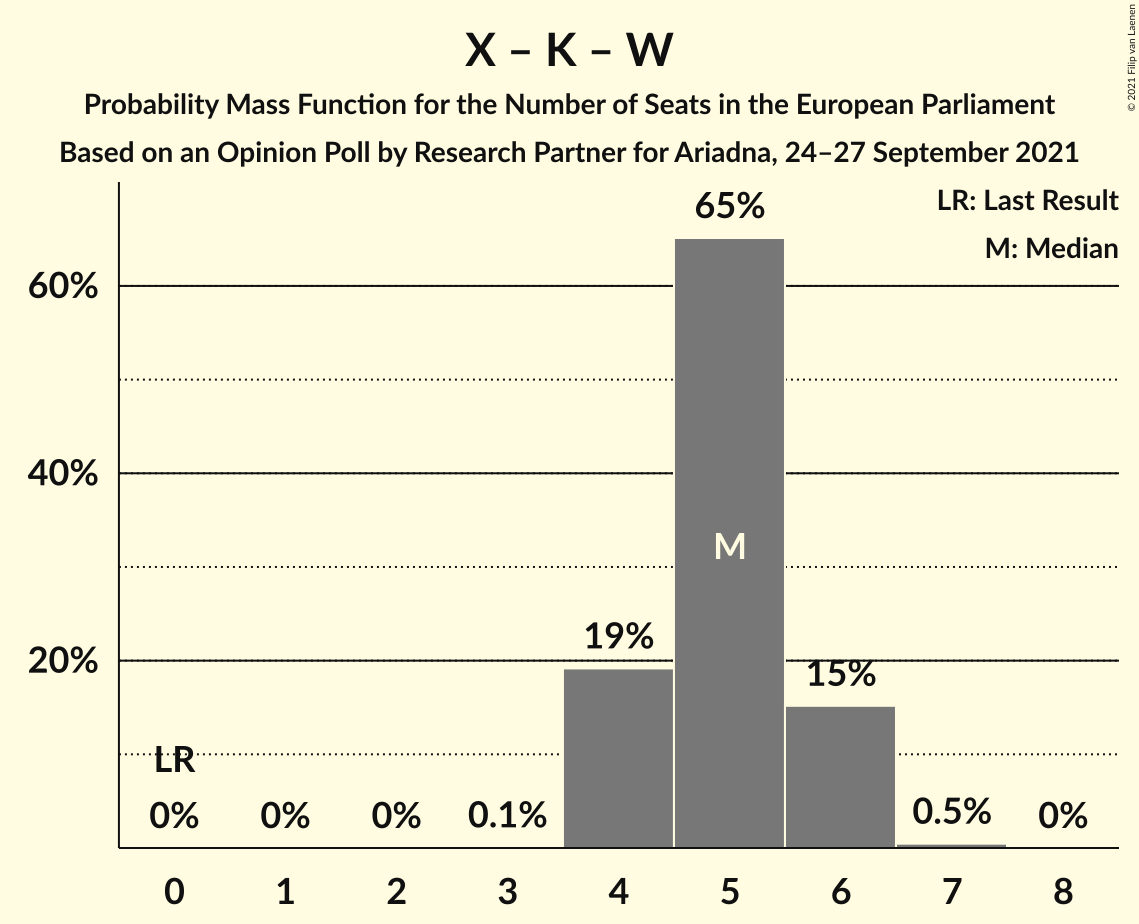 X – K – W
Probability Mass Function for the Number of Seats in the European Parliament
Based on an Opinion Poll by Research Partner for Ariadna, 24–27 September 2021
© 2021 Filip van Laenen
LR: Last Result
M: Median
65%
60%
40%
M
19%
20%
15%
LR
0%
0%
0%
0.1%
0.5%
0%
0 1 2 3 4 5 6 7 8